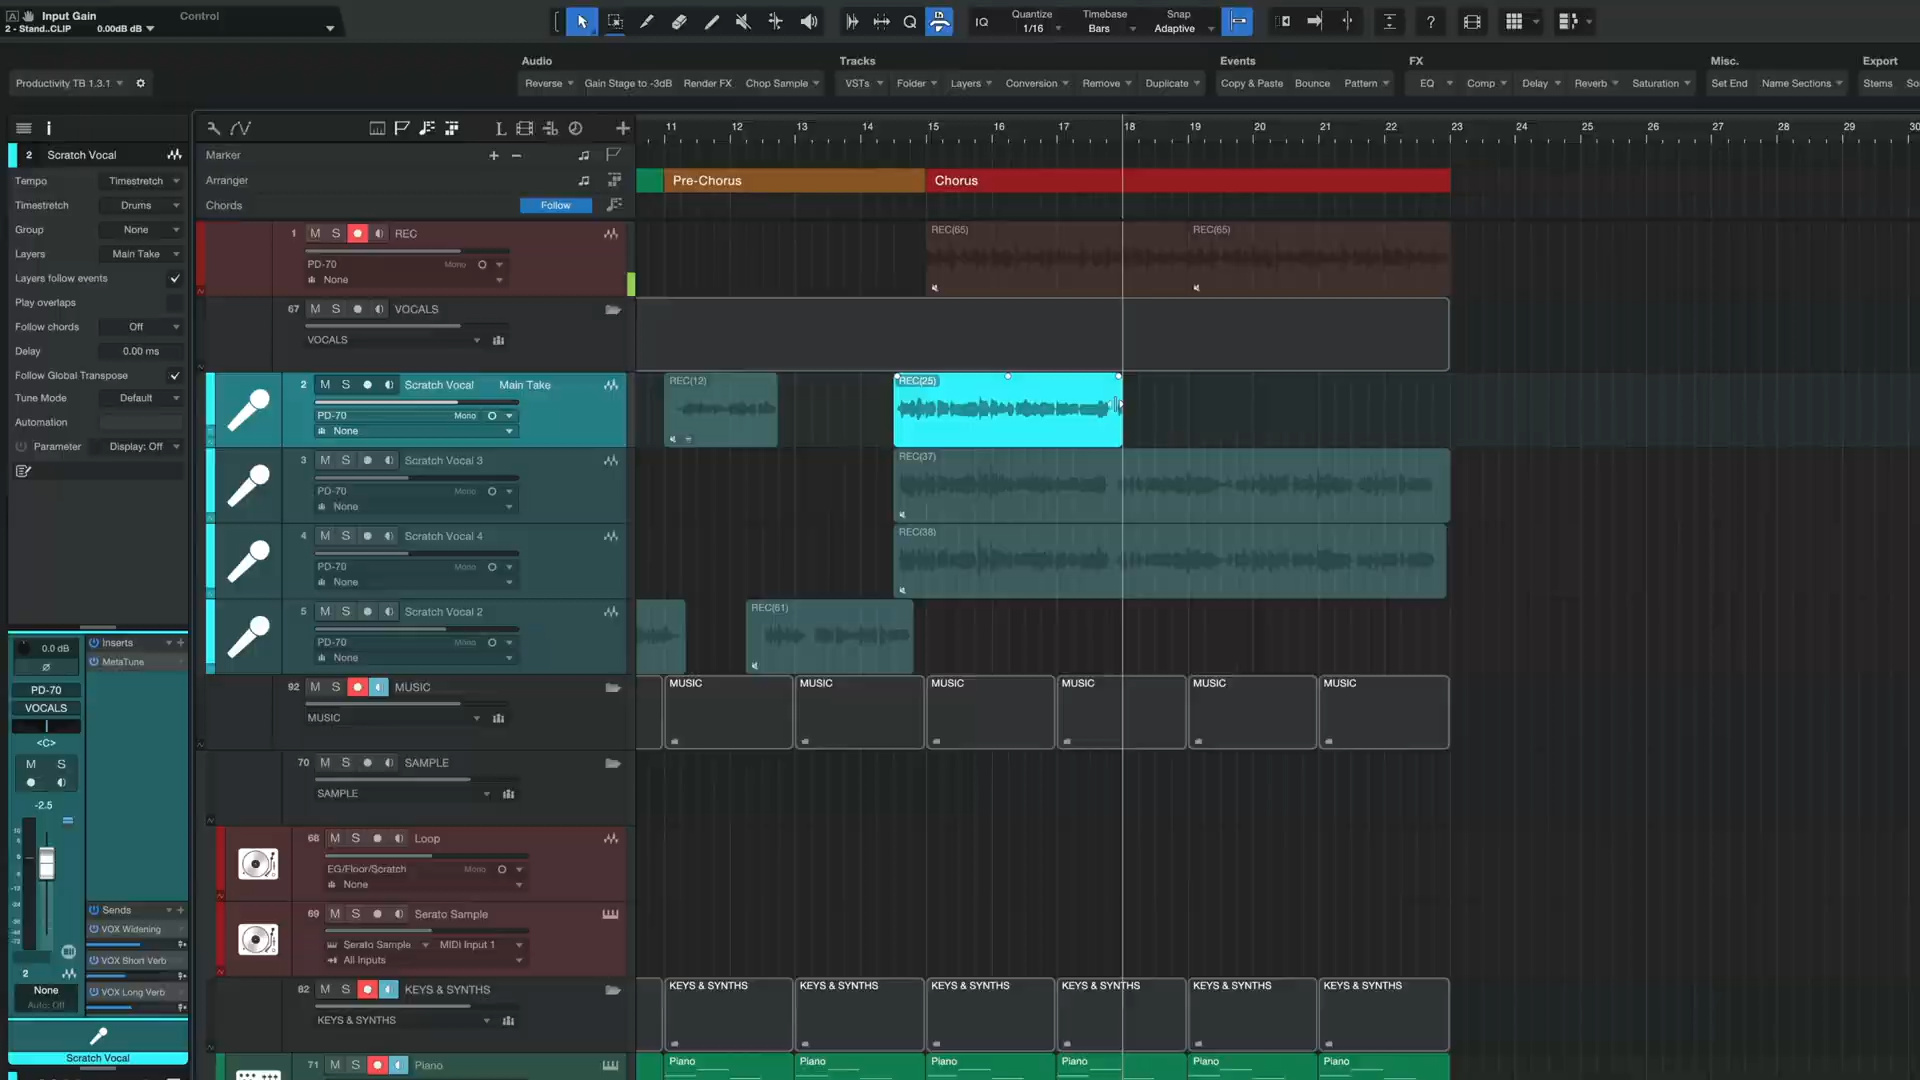 Input Gain
Control
2 - Stand..CLIP 0.00dB dB
Quantize
1/16
Timebase
Bars
Snap
Adaptive
IQ
?
Productivity TB 1.3.1
Audio
Reverse Gain Stage to -3dB Render FX Chop Sample
Tracks
VSTs Folder Layers Conversion Remove Duplicate
Events
Copy & Paste Bounce Pattern
FX
EQ Comp Delay Reverb Saturation
Misc.
Set End Name Sections
Export
Stems So
2 Scratch Vocal
Tempo Timestretch
Timestretch Drums
Group None
Layers Main Take
Layers follow events
Play overlaps
Follow chords Off
Delay 0.00 ms
Follow Global Transpose
Tune Mode Default
Automation
Parameter Display: Off
0.0 dB
Inserts
MetaTune
PD-70
VOCALS
<C>
M S
-2.5
Sends
VOX Widening
VOX Short Verb
VOX Long Verb
2
None
Auto: Off
Scratch Vocal
11 12 13 14 15 16 17 18 19 20 21 22 23 24 25 26 27 28 29 30
Marker
Arranger
Chords Follow
Pre-Chorus
Chorus
1 M S REC
PD-70 Mono
None
REC(65)
REC(65)
67 M S VOCALS
VOCALS
2 M S Scratch Vocal Main Take
PD-70 Mono
None
REC(12)
REC(25)
3 M S Scratch Vocal 3
PD-70 Mono
None
REC(37)
4 M S Scratch Vocal 4
PD-70 Mono
None
REC(38)
5 M S Scratch Vocal 2
PD-70 Mono
None
REC(61)
92 M S MUSIC
MUSIC
MUSIC MUSIC MUSIC MUSIC MUSIC MUSIC
70 M S SAMPLE
SAMPLE
68 M S Loop
EG/Floor/Scratch Mono
None
69 M S Serato Sample
Serato Sample MIDI Input 1
All Inputs
82 M S KEYS & SYNTHS
KEYS & SYNTHS
KEYS & SYNTHS KEYS & SYNTHS KEYS & SYNTHS KEYS & SYNTHS KEYS & SYNTHS KEYS & SYNTHS
71 M S Piano
Piano Piano Piano Piano Piano Piano